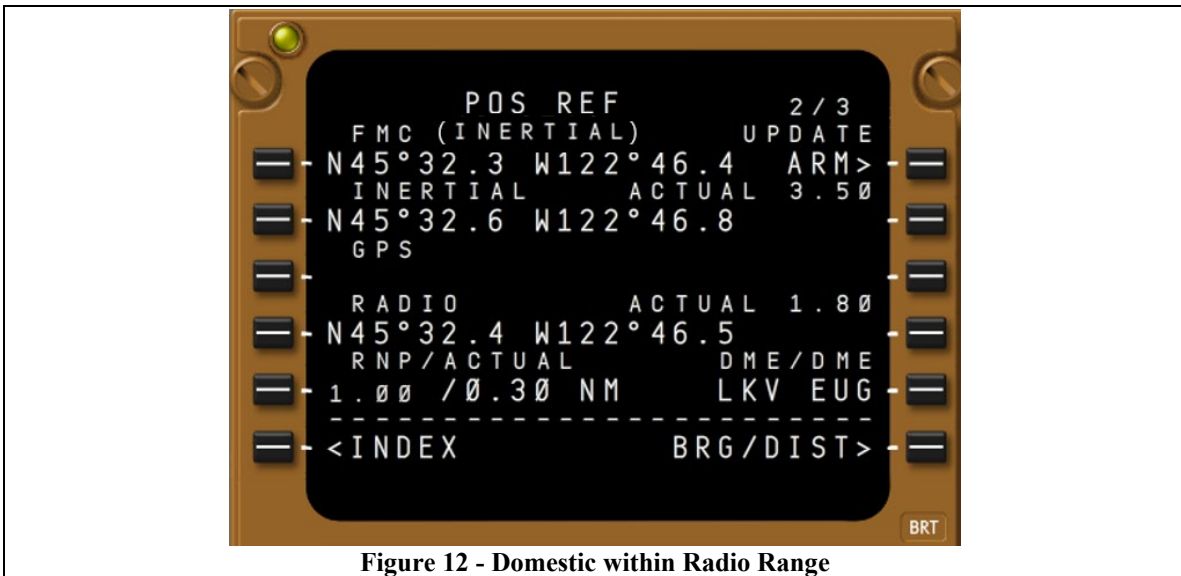 POS REF 2/3
FMC (INERTIAL) UPDATE
N45°32.3 W122°46.4 ARM>
INERTIAL ACTUAL 3.50
N45°32.6 W122°46.8
GPS
RADIO ACTUAL 1.80
N45°32.4 W122°46.5
RNP/ACTUAL DME/DME
1.00 /0.30 NM LKV EUG
------------------------
<INDEX BRG/DIST>
BRT
Figure 12 - Domestic within Radio Range